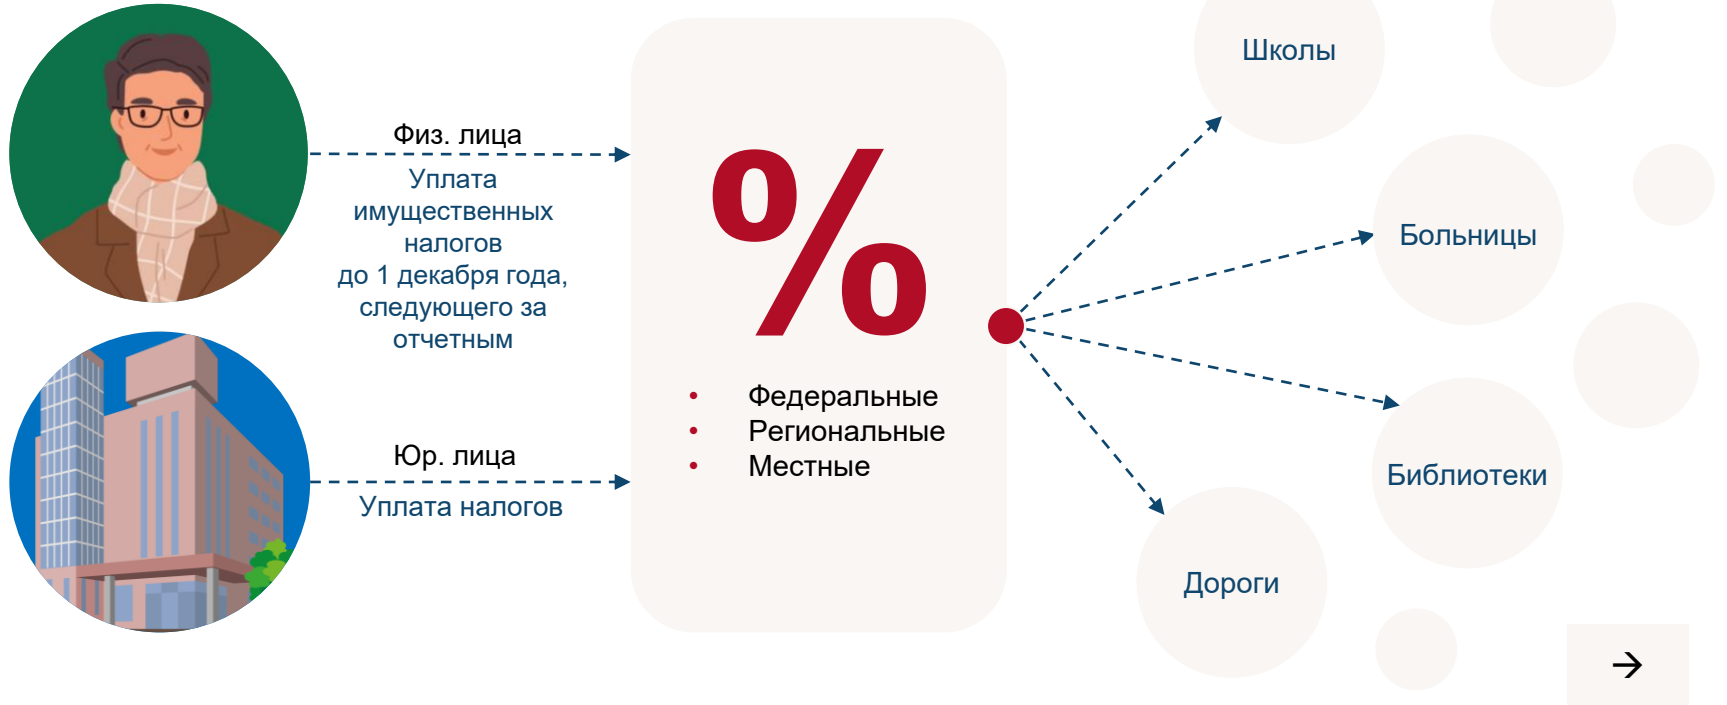 Физ. лица
Уплата
имущественных
налогов
до 1 декабря года,
следующего за
отчетным
Юр. лица
Уплата налогов
%
• Федеральные
• Региональные
• Местные
Школы
Больницы
Библиотеки
Дороги
→